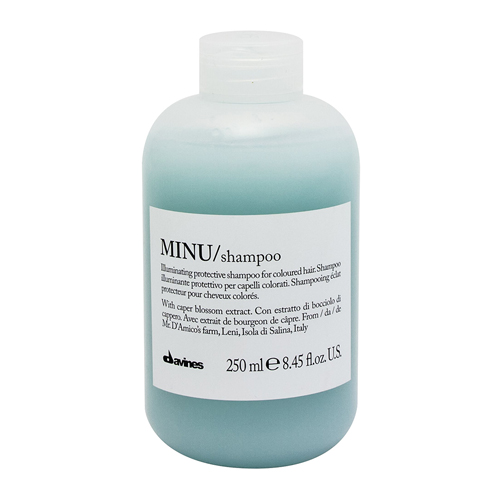 MINU/shampoo
Illuminating protective shampoo for coloured hair. Shampoo
illuminante protettivo per capelli colorati. Shampooing éclat
protecteur pour cheveux colorés.
With caper blossom extract. Con estratto di bocciolo di
cappero. Avec extrait de bourgeon de câpre. From / da / de
Mr. D'Amico's farm, Leni, Isola di Salina, Italy
davines
250 ml ℮ 8.45 fl.oz. U.S.